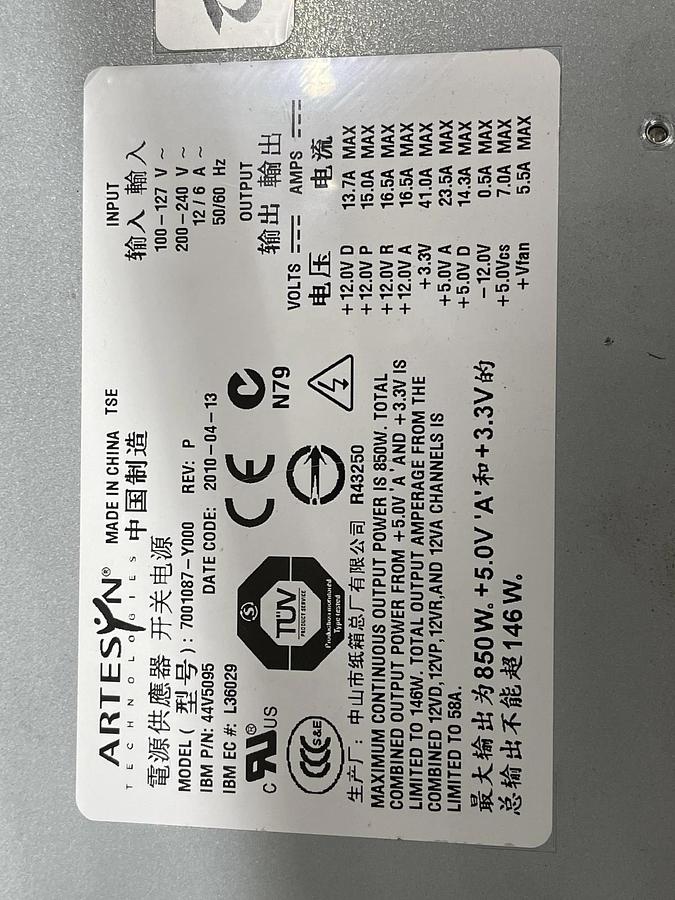 ARTESYN®
TECHNOLOGIES
MADE IN CHINA TSE
中国制造
電源供應器 开关电源
MODEL (型号): 7001087-Y000 REV: P
IBM P/N: 44V5095 DATE CODE: 2010-04-13
IBM EC #: L36029
INPUT
输入 輸入
100-127 V ~
200-240 V ~
12 / 6 A ~
50/60 Hz
OUTPUT
输出 輸出
VOLTS AMPS
电压 电流
+12.0V D 13.7A MAX
+12.0V P 15.0A MAX
+12.0V R 16.5A MAX
+12.0V A 16.5A MAX
+3.3V 41.0A MAX
+5.0V A 23.5A MAX
+5.0V D 14.3A MAX
-12.0V 0.5A MAX
+5.0Vcs 7.0A MAX
+Vfan 5.5A MAX
C UR ® US
TÜV
PRODUCT SERVICE
Production monitored
Type tested
CE
N79
CCC S&E
生产厂: 中山市纸箱总厂有限公司 R43250
MAXIMUM CONTINUOUS OUTPUT POWER IS 850W. TOTAL
COMBINED OUTPUT POWER FROM +5.0V 'A' AND +3.3V IS
LIMITED TO 146W. TOTAL OUTPUT AMPERAGE FROM THE
COMBINED 12VD,12VP,12VR,AND 12VA CHANNELS IS
LIMITED TO 58A.
最大输出为850W。+5.0V 'A'和+3.3V的
总输出不能超146W。